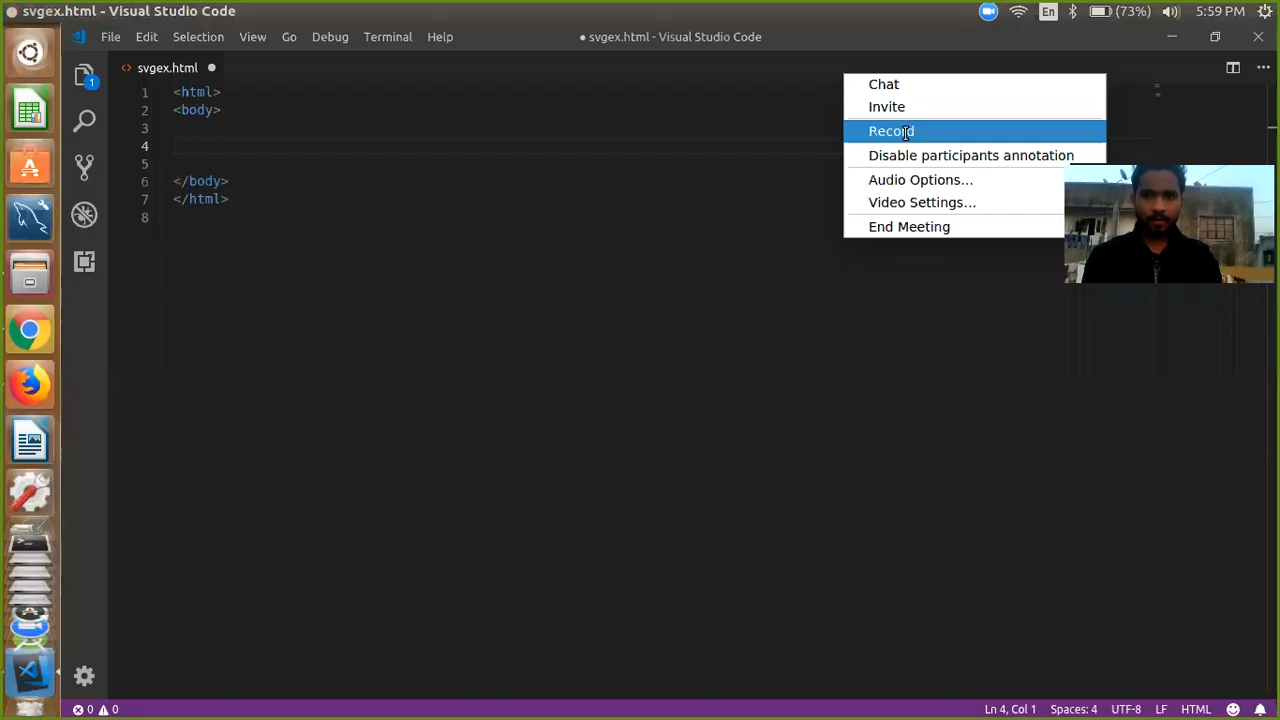 svgex.html - Visual Studio Code
En
(73%)
5:59 PM
File Edit Selection View Go Debug Terminal Help
● svgex.html - Visual Studio Code
<> svgex.html ●
1
1 <html>
2 <body>
3
4
5
6 </body>
7 </html>
8
Chat
Invite
Record
Disable participants annotation
Audio Options...
Video Settings...
End Meeting
0 0
Ln 4, Col 1 Spaces: 4 UTF-8 LF HTML